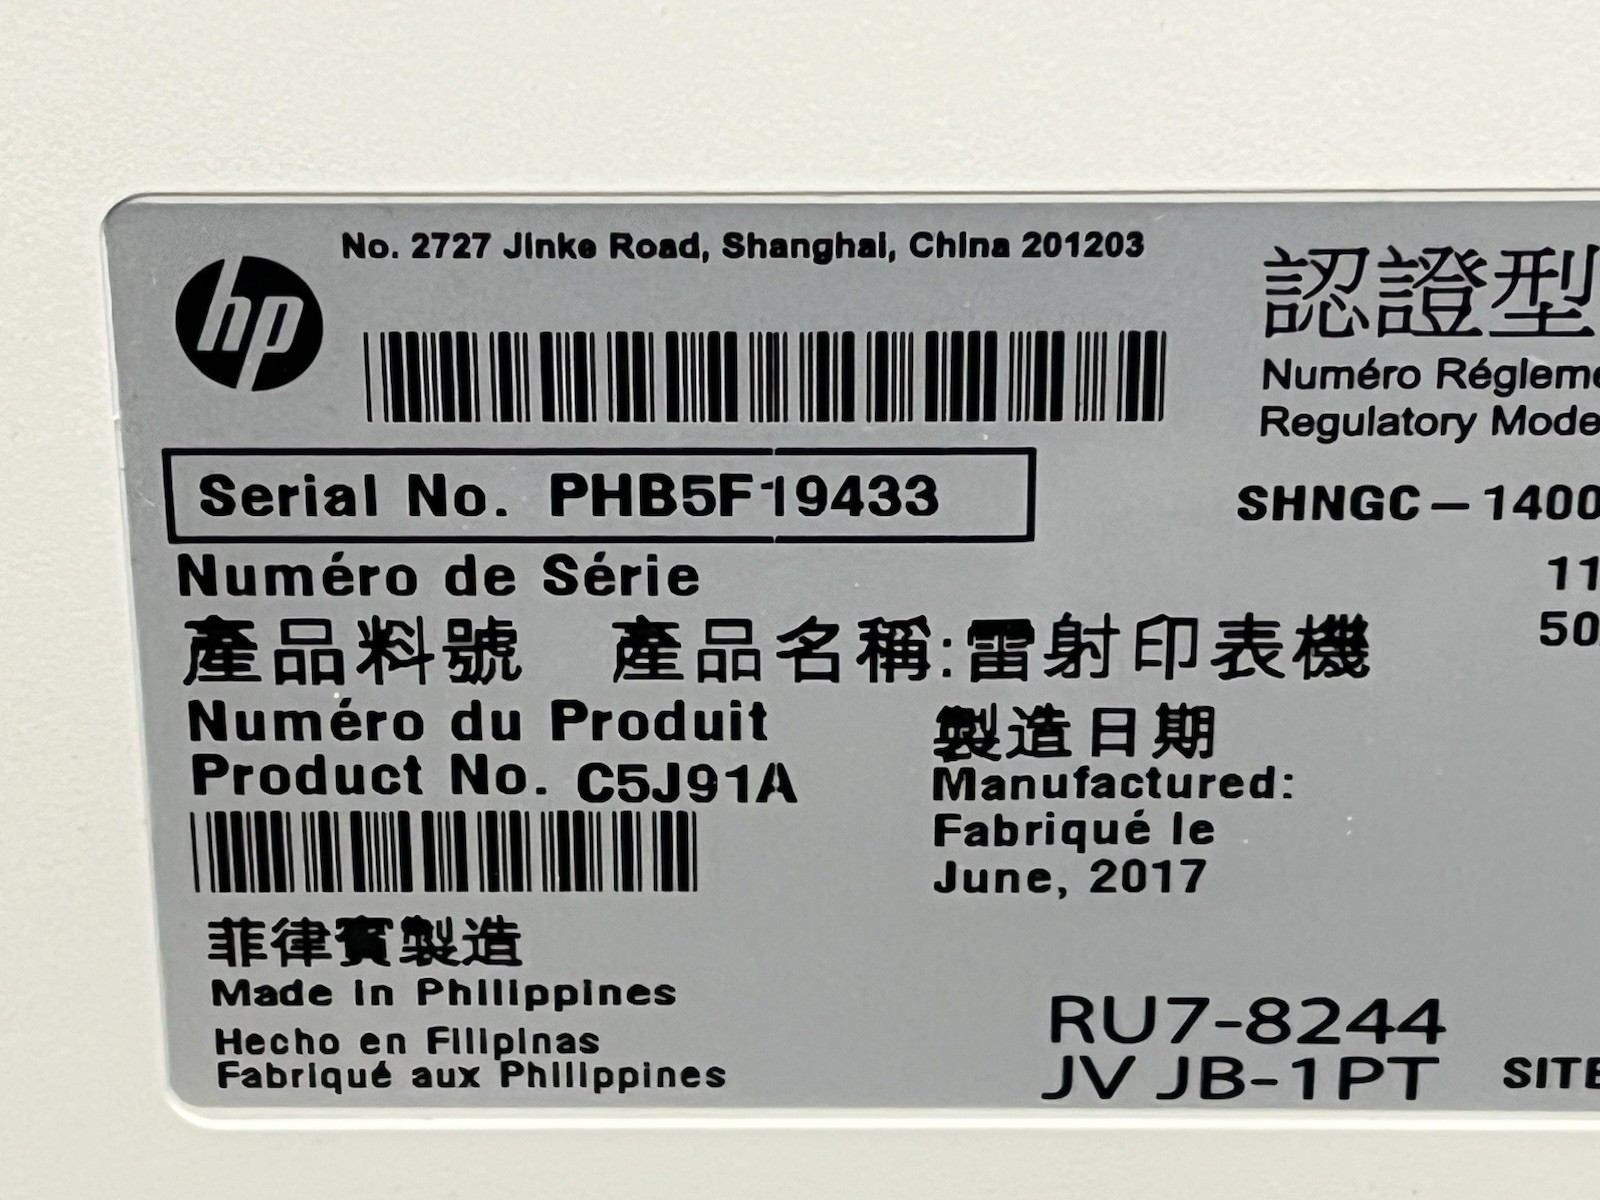 No. 2727 Jinke Road, Shanghai, China 201203
hp
Serial No. PHB5F19433
Numéro de Série
產品料號 產品名稱:雷射印表機
Numéro du Produit
Product No. C5J91A
製造日期
Manufactured:
Fabriqué le
June, 2017
菲律賓製造
Made in Philippines
Hecho en Filipinas
Fabriqué aux Philippines
認證型
Numéro Régleme
Regulatory Mode
SHNGC-1400
11
50
RU7-8244
JV JB-1PT
SITE